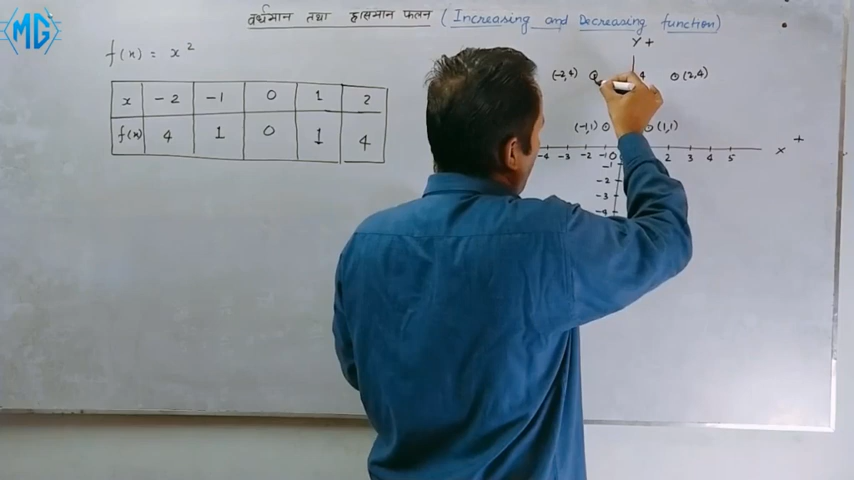 MG
वर्धमान तथा ह्रासमान फलन (Increasing and Decreasing function)
f(x) = x²
x -2 -1 0 1 2
f(x) 4 1 0 1 4
y +
(-2,4) 4 (2,4)
(-1,1) (1,1)
-4 -3 -2 -1 0 2 3 4 5 x +
-1
-2
-3
-4